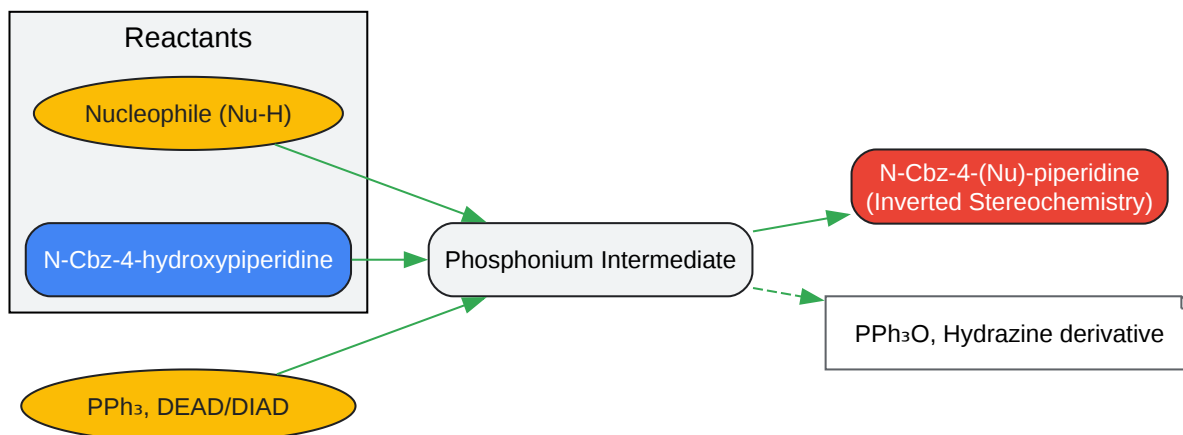 Reactants
Nucleophile (Nu-H)
N-Cbz-4-hydroxypiperidine
PPh₃, DEAD/DIAD
Phosphonium Intermediate
N-Cbz-4-(Nu)-piperidine
(Inverted Stereochemistry)
PPh₃O, Hydrazine derivative